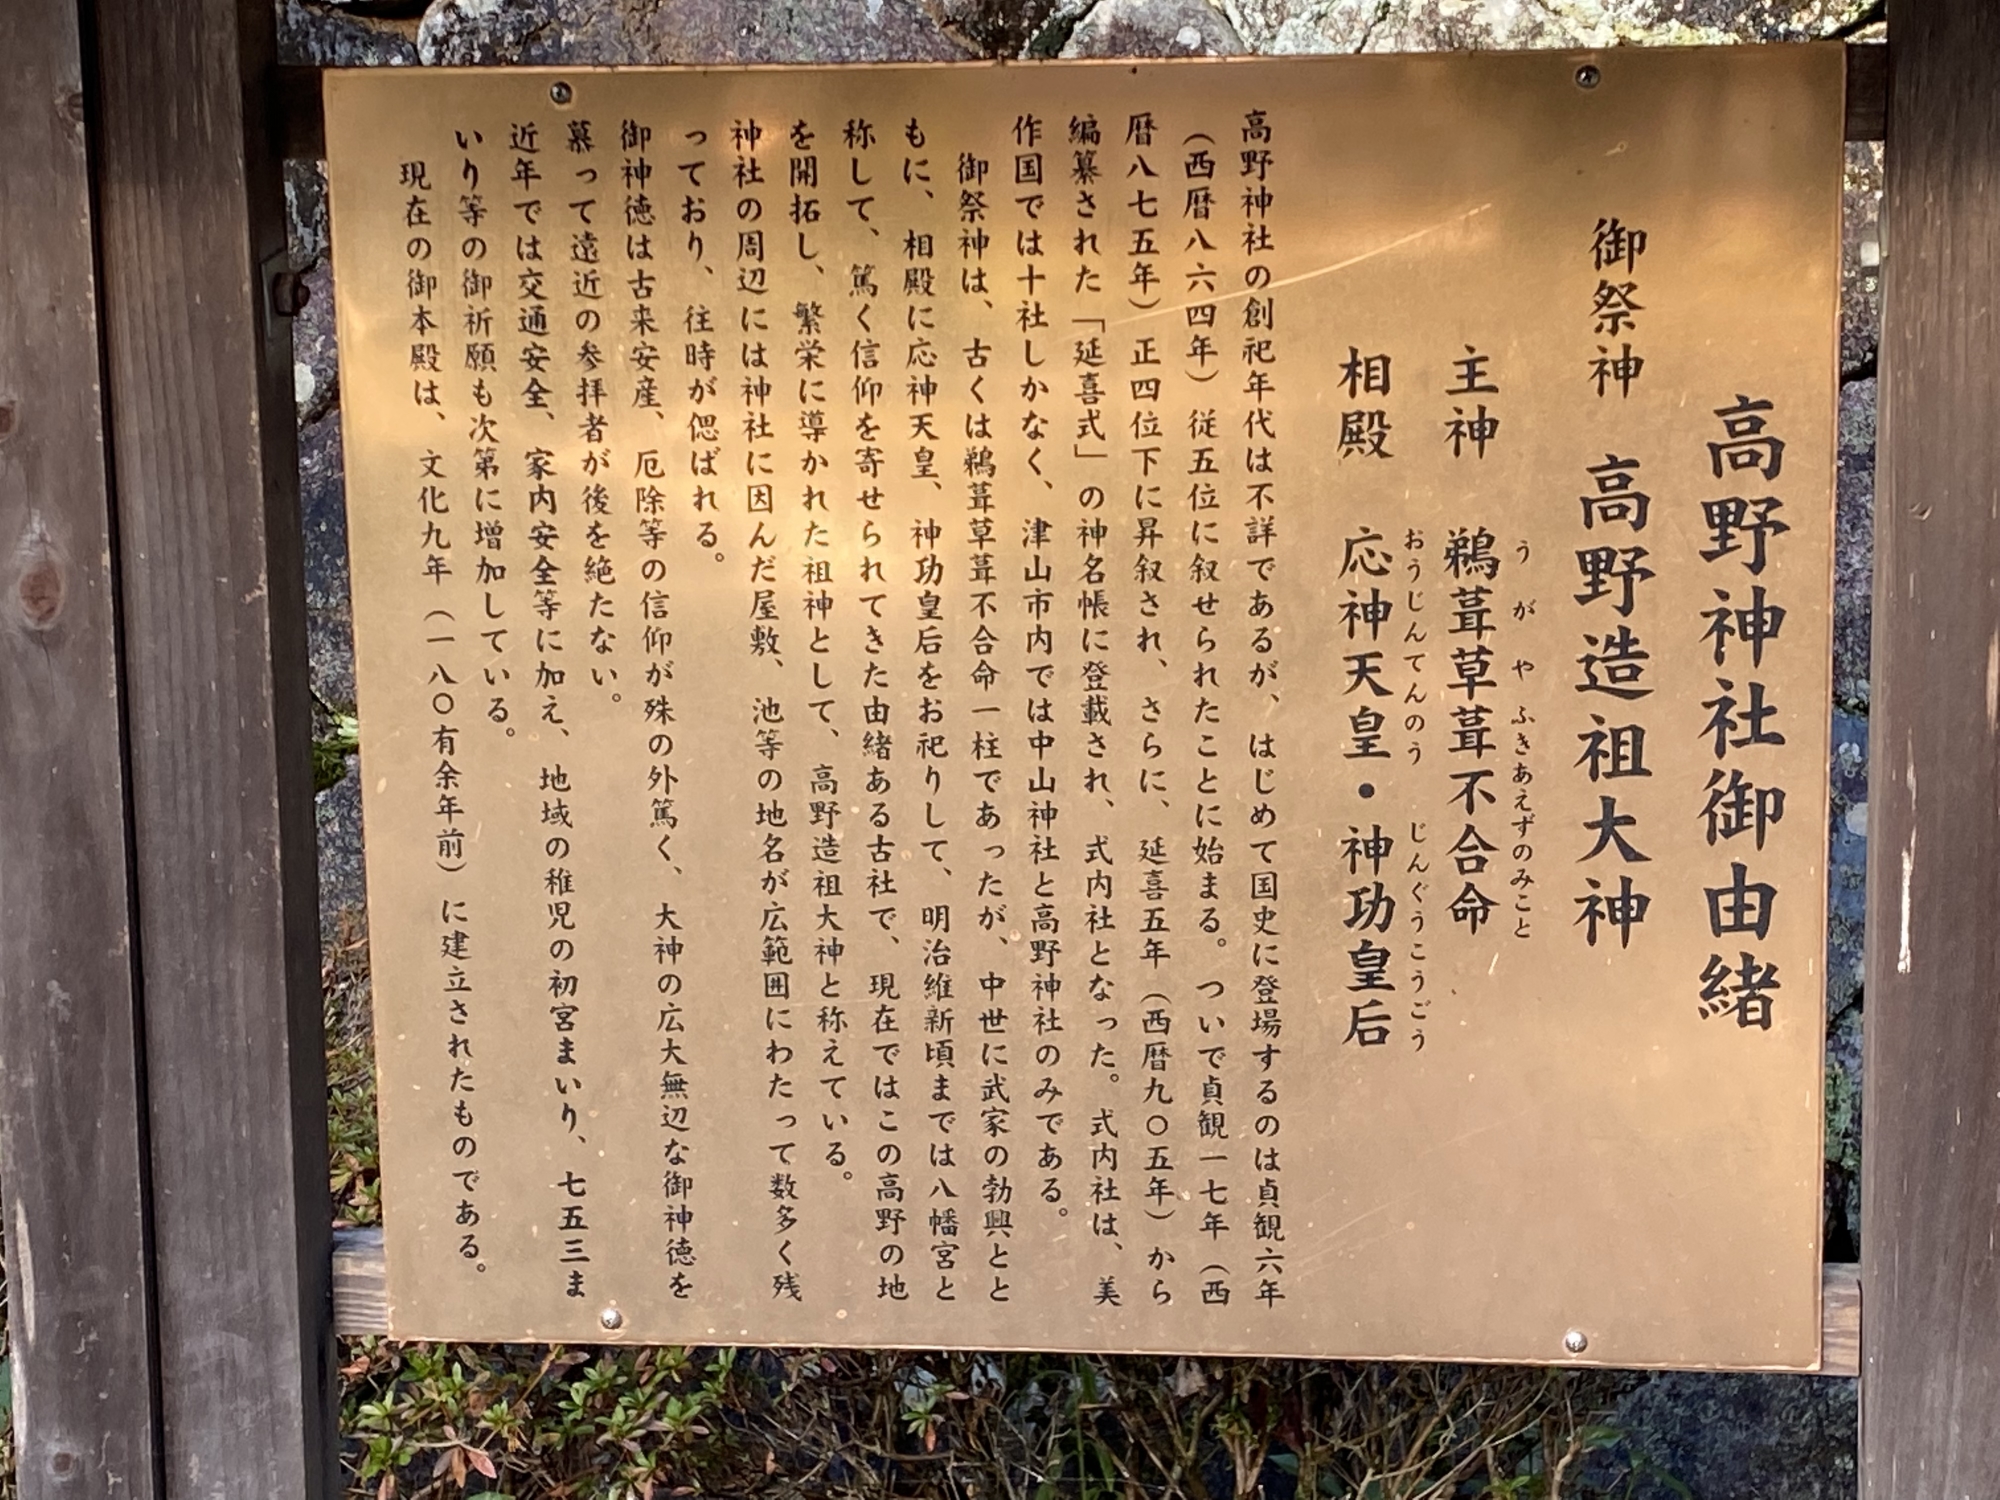 高野神社御由緒
御祭神　高野造祖大神
主神　鵜葺草葺不合命
うがやふきあえずのみこと
相殿　応神天皇・神功皇后
おうじんてんのう　じんぐうこうごう
高野神社の創祀年代は不詳であるが、はじめて国史に登場するのは貞観六年
（西暦八六四年）従五位に叙せられたことに始まる。ついで貞観一七年（西
暦八七五年）正四位下に昇叙され、さらに、延喜五年（西暦九〇五年）から
編纂された「延喜式」の神名帳に登載され、式内社となった。式内社は、美
作国では十社しかなく、津山市内では中山神社と高野神社のみである。
御祭神は、古くは鵜葺草葺不合命一柱であったが、中世に武家の勃興とと
もに、相殿に応神天皇、神功皇后をお祀りして、明治維新頃までは八幡宮と
称して、篤く信仰を寄せられてきた由緒ある古社で、現在ではこの高野の地
を開拓し、繁栄に導かれた祖神として、高野造祖大神と称えている。
神社の周辺には神社に因んだ屋敷、池等の地名が広範囲にわたって数多く残
っており、往時が偲ばれる。
御神徳は古来安産、厄除等の信仰が殊の外篤く、大神の広大無辺な御神徳を
慕って遠近の参拝者が後を絶たない。
近年では交通安全、家内安全等に加え、地域の稚児の初宮まいり、七五三ま
いり等の御祈願も次第に増加している。
現在の御本殿は、文化九年（一八〇有余年前）に建立されたものである。